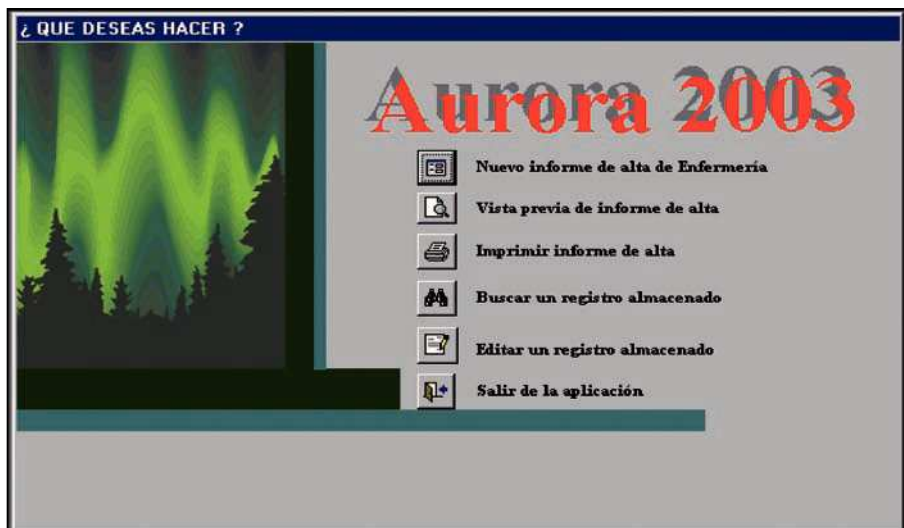 ¿ QUE DESEAS HACER ?
Aurora 2003
Nuevo informe de alta de Enfermería
Vista previa de informe de alta
Imprimir informe de alta
Buscar un registro almacenado
Editar un registro almacenado
Salir de la aplicación